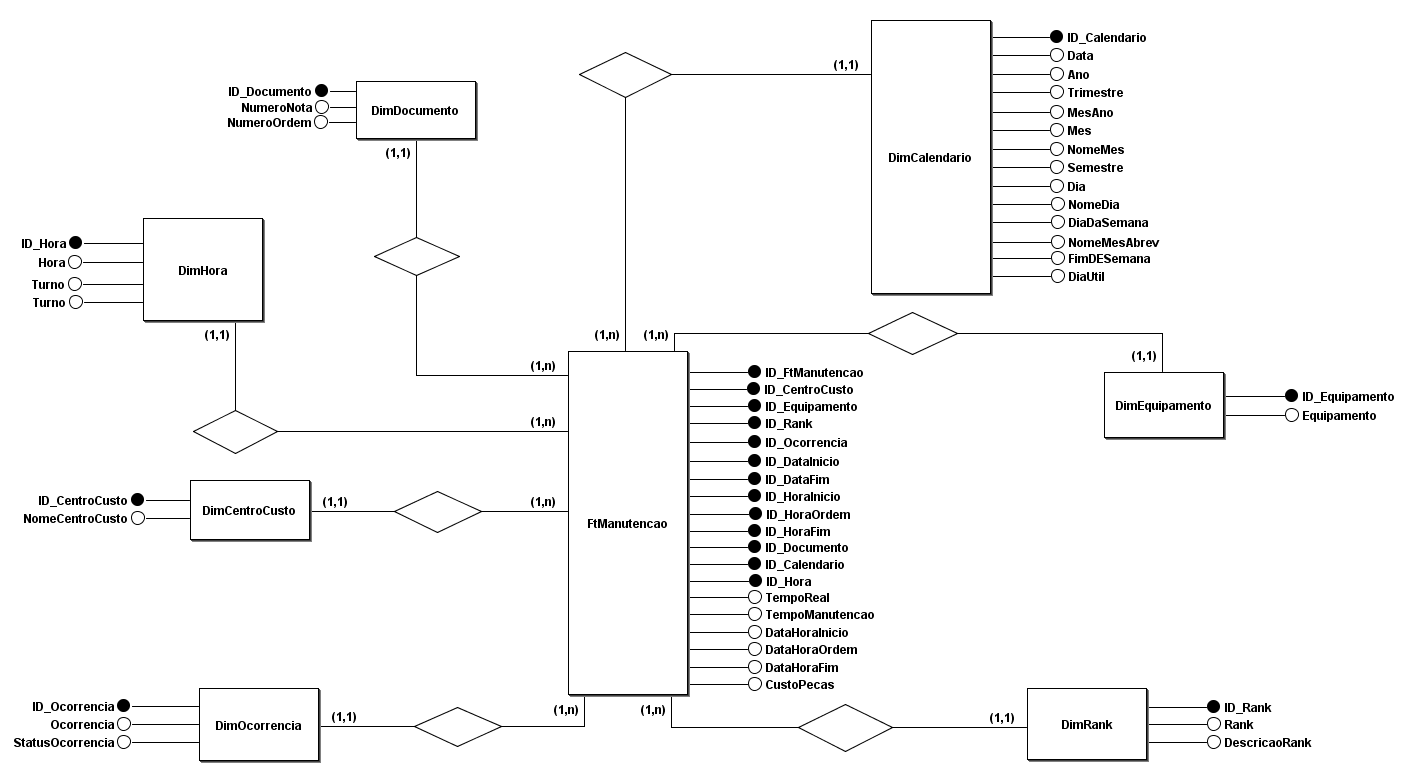 ID_Documento
NumeroNota
NumeroOrdem
DimDocumento
(1,1)
(1,1)
DimCalendario
ID_Calendario
Data
Ano
Trimestre
MesAno
Mes
NomeMes
Semestre
Dia
NomeDia
DiaDaSemana
NomeMesAbrev
FimDESemana
DiaUtil
ID_Hora
Hora
Turno
Turno
DimHora
(1,1)
(1,n)
(1,n)
(1,n)
(1,n)
(1,n)
(1,1)
DimEquipamento
ID_Equipamento
Equipamento
ID_CentroCusto
NomeCentroCusto
DimCentroCusto
(1,1)
FtManutencao
ID_FtManutencao
ID_CentroCusto
ID_Equipamento
ID_Rank
ID_Ocorrencia
ID_DataInicio
ID_DataFim
ID_HoraInicio
ID_HoraOrdem
ID_HoraFim
ID_Documento
ID_Calendario
ID_Hora
TempoReal
TempoManutencao
DataHoraInicio
DataHoraOrdem
DataHoraFim
CustoPecas
ID_Ocorrencia
Ocorrencia
StatusOcorrencia
DimOcorrencia
(1,1)
(1,n)
(1,n)
(1,1)
DimRank
ID_Rank
Rank
DescricaoRank